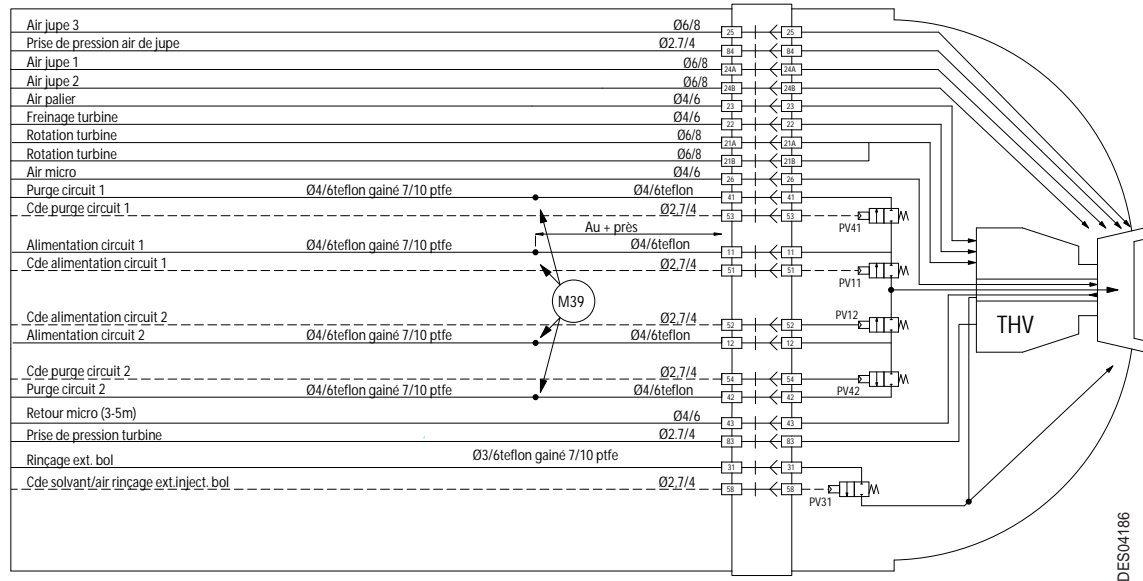 Air jupe 3 Ø6/8 25 25
Prise de pression air de jupe Ø2.7/4 84 84
Air jupe 1 Ø6/8 24A 24A
Air jupe 2 Ø6/8 24B 24B
Air palier Ø4/6 23 23
Freinage turbine Ø4/6 22 22
Rotation turbine Ø6/8 21A 21A
Rotation turbine Ø6/8 21B 21B
Air micro Ø4/6 26 26
Purge circuit 1 Ø4/6teflon gainé 7/10 ptfe Ø4/6teflon 41 41
Cde purge circuit 1 Ø2,7/4 53 53
PV41
Au + près
Alimentation circuit 1 Ø4/6teflon gainé 7/10 ptfe Ø4/6teflon 11 11
Cde alimentation circuit 1 Ø2,7/4 51 51
PV11
M39
THV
Cde alimentation circuit 2 Ø2,7/4 52 52
PV12
Alimentation circuit 2 Ø4/6teflon gainé 7/10 ptfe Ø4/6teflon 12 12
Cde purge circuit 2 Ø2,7/4 54 54
PV42
Purge circuit 2 Ø4/6teflon gainé 7/10 ptfe Ø4/6teflon 42 42
Retour micro (3-5m) Ø4/6 43 43
Prise de pression turbine Ø2.7/4 83 83
Rinçage ext. bol Ø3/6teflon gainé 7/10 ptfe 31 31
Cde solvant/air rinçage ext.inject. bol Ø2,7/4 58 58
PV31
DES04186